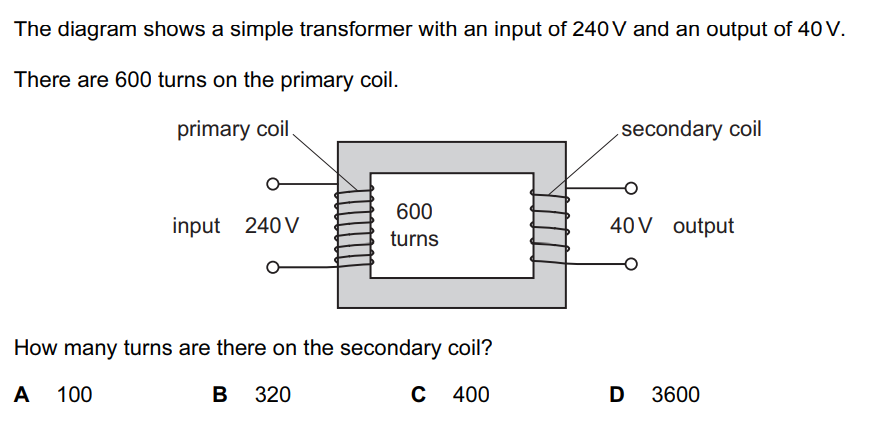 The diagram shows a simple transformer with an input of 240 V and an output of 40 V.
There are 600 turns on the primary coil.
primary coil
secondary coil
input 240 V
600
turns
40 V output
How many turns are there on the secondary coil?
A 100 B 320 C 400 D 3600